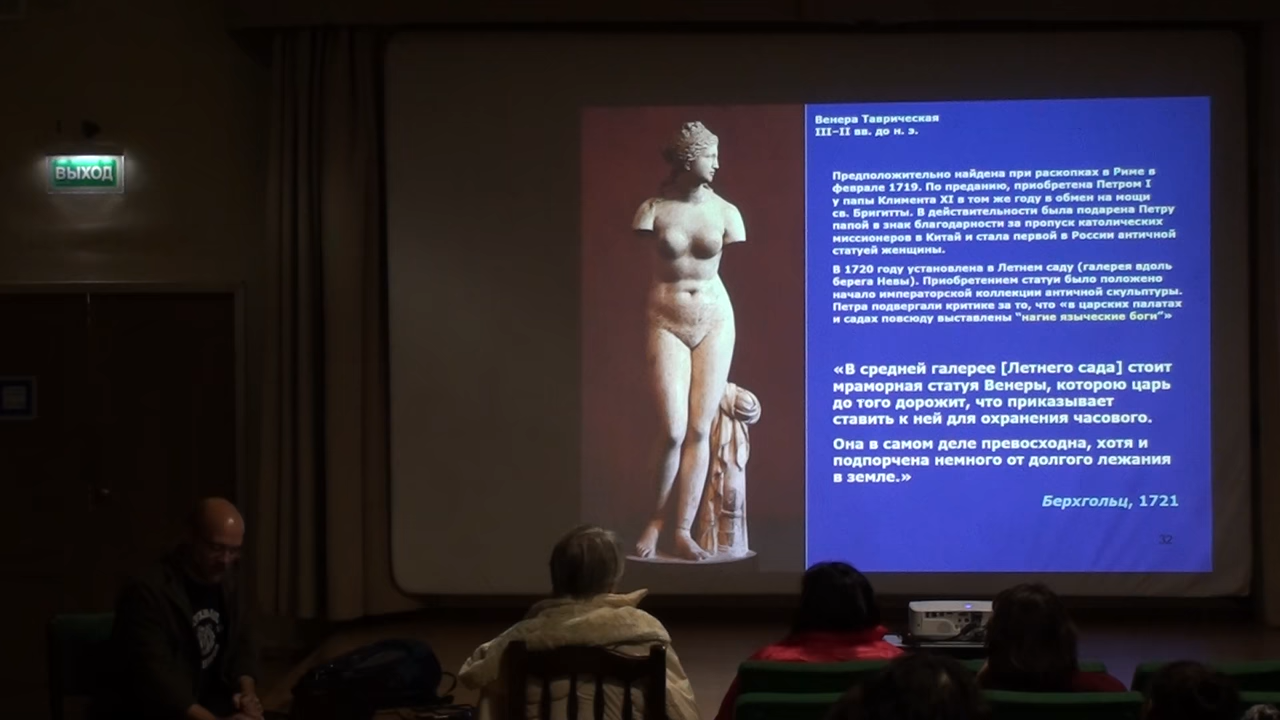 ВЫХОД
Венера Таврическая
III–II вв. до н. э.
Предположительно найдена при раскопках в Риме в
феврале 1719. По преданию, приобретена Петром I
у папы Климента XI в том же году в обмен на мощи
св. Бригитты. В действительности была подарена Петру
папой в знак благодарности за пропуск католических
миссионеров в Китай и стала первой в России античной
статуей женщины.
В 1720 году установлена в Летнем саду (галерея вдоль
берега Невы). Приобретением статуи было положено
начало императорской коллекции античной скульптуры.
Петра подвергали критике за то, что «в царских палатах
и садах повсюду выставлены "нагие языческие боги"»
«В средней галерее [Летнего сада] стоит
мраморная статуя Венеры, которою царь
до того дорожит, что приказывает
ставить к ней для охранения часового.
Она в самом деле превосходна, хотя и
подпорчена немного от долгого лежания
в земле.»
Берхгольц, 1721
32